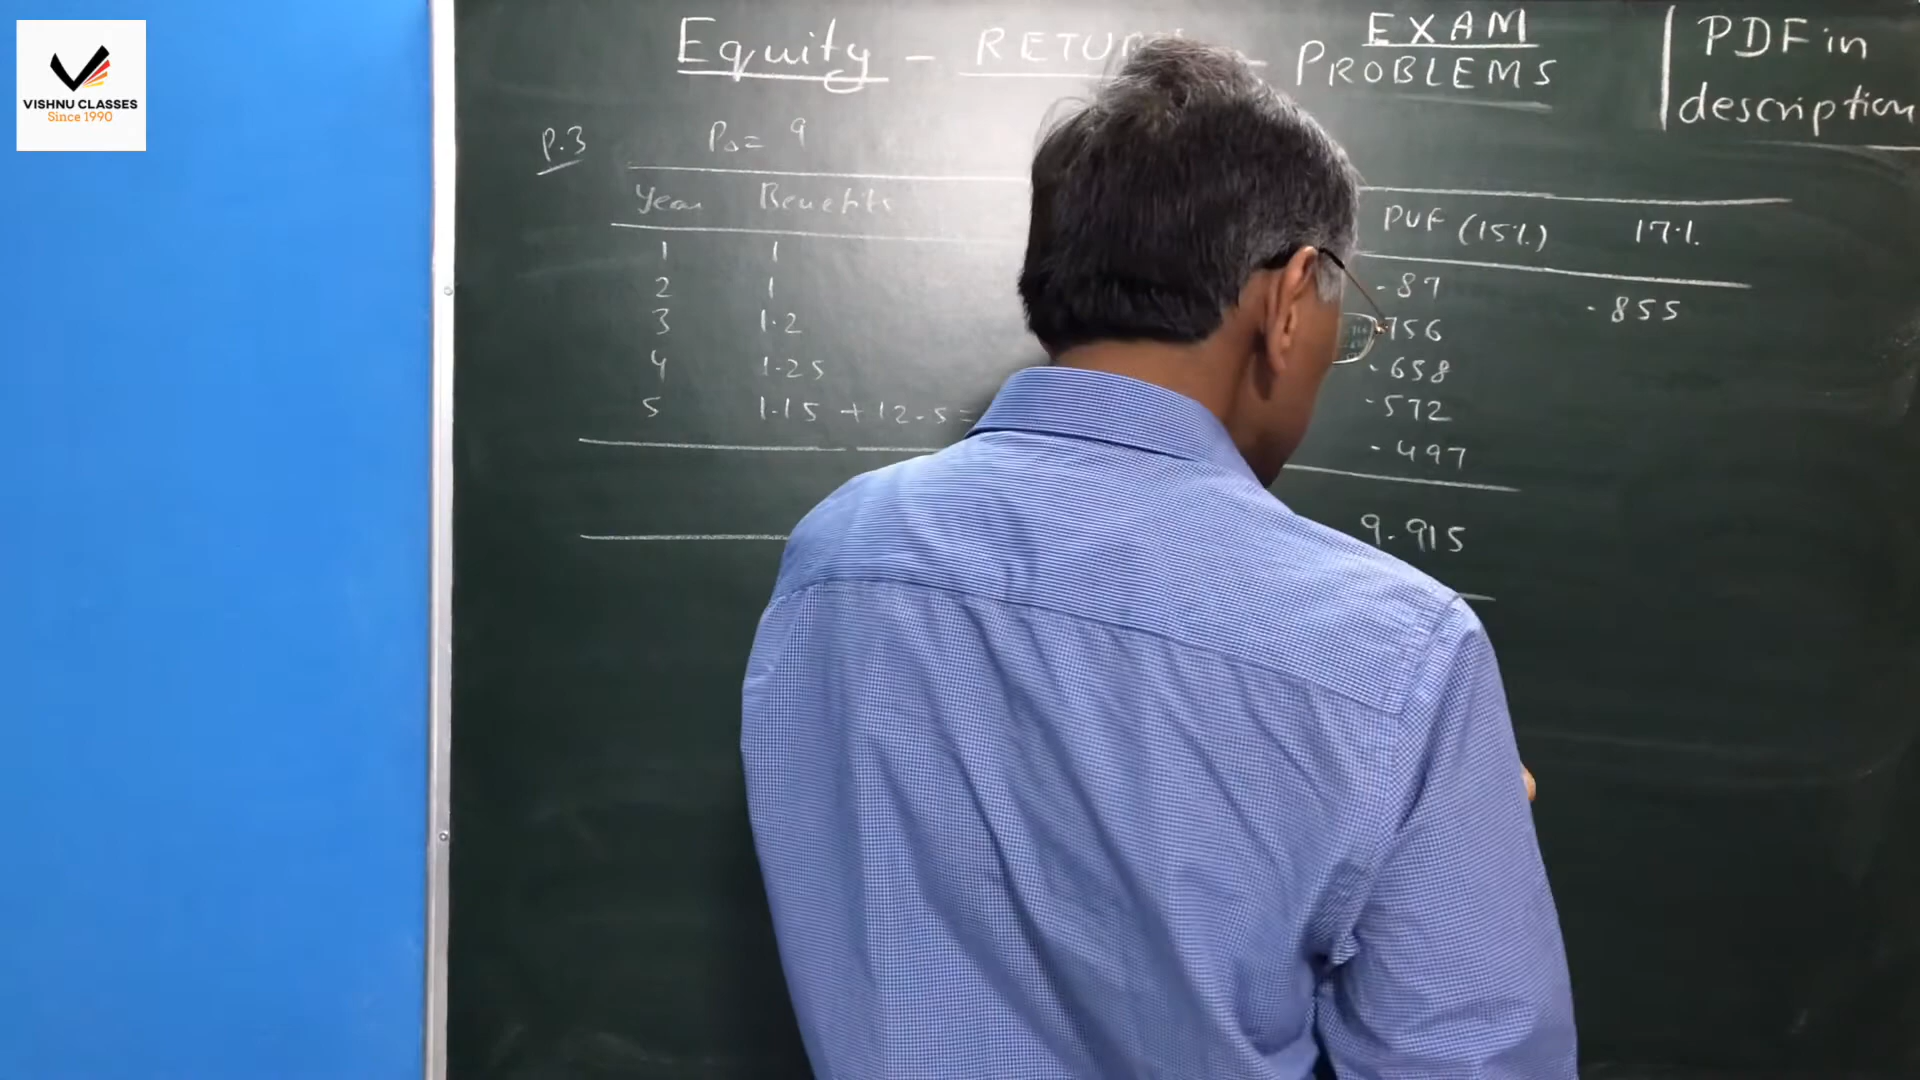 VISHNU CLASSES
Since 1990
Equity - RETUR - EXAM PROBLEMS
PDF in
description
P.3 P₀ = 9
Year Benefits PVF (15%) 17%
1 1 .87 .855
2 1 .756
3 1.2 .658
4 1.25 .572
5 1.15 + 12.5 = .497
9.915